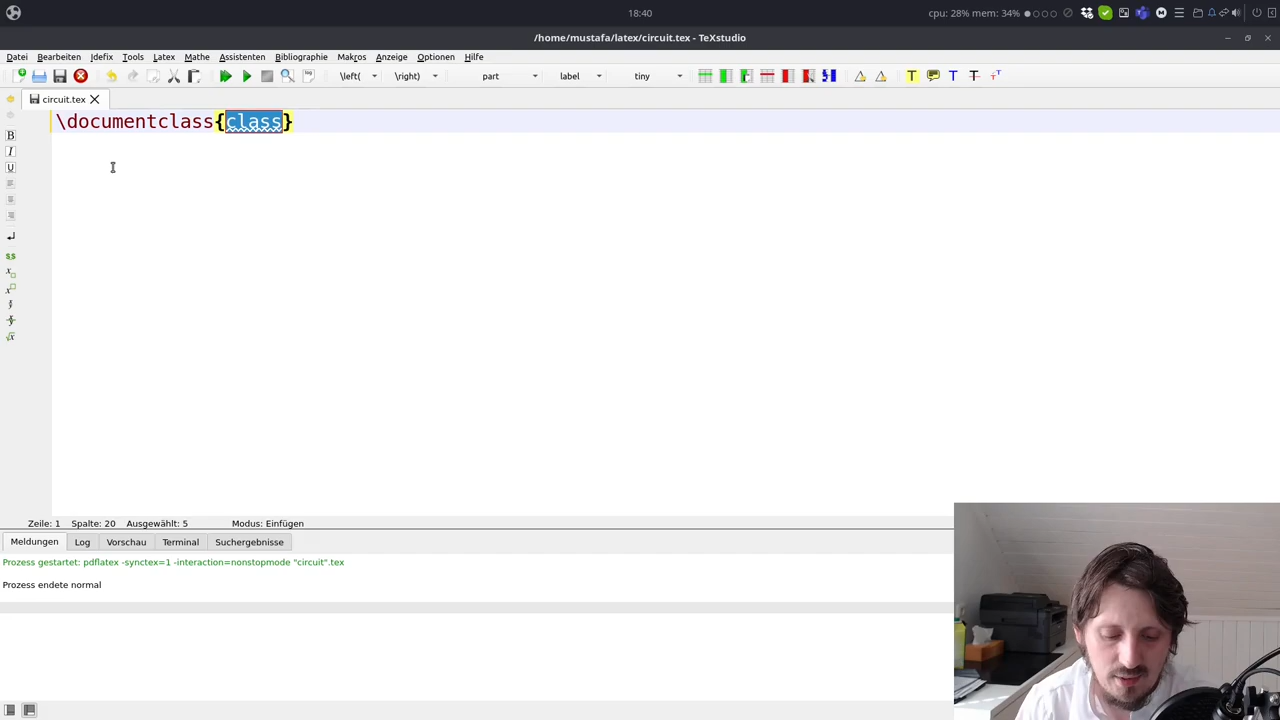 18:40
cpu: 28% mem: 34%
/home/mustafa/latex/circuit.tex - TeXstudio
Datei Bearbeiten Idefix Tools Latex Mathe Assistenten Bibliographie Makros Anzeige Optionen Hilfe
\left( \right) part label tiny
circuit.tex
\documentclass{class}
Zeile: 1 Spalte: 20 Ausgewählt: 5 Modus: Einfügen
Meldungen Log Vorschau Terminal Suchergebnisse
Prozess gestartet: pdflatex -synctex=1 -interaction=nonstopmode "circuit".tex
Prozess endete normal